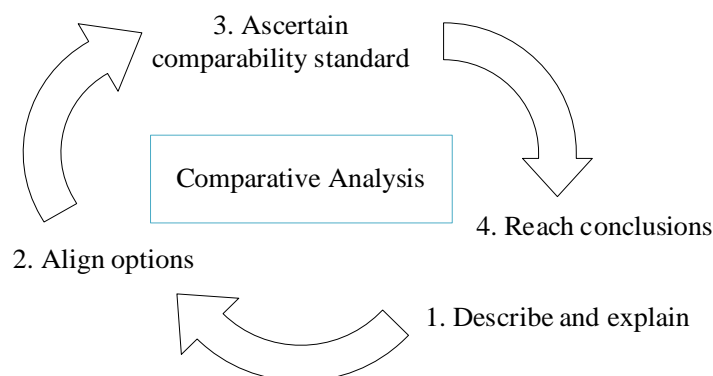 3. Ascertain
comparability standard
Comparative Analysis
4. Reach conclusions
2. Align options
1. Describe and explain